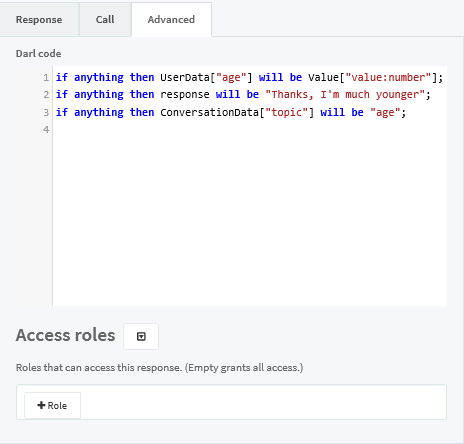 Response Call Advanced
Darl code
1 if anything then UserData["age"] will be Value["value:number"];
2 if anything then response will be "Thanks, I'm much younger";
3 if anything then ConversationData["topic"] will be "age";
4
Access roles
Roles that can access this response. (Empty grants all access.)
+ Role